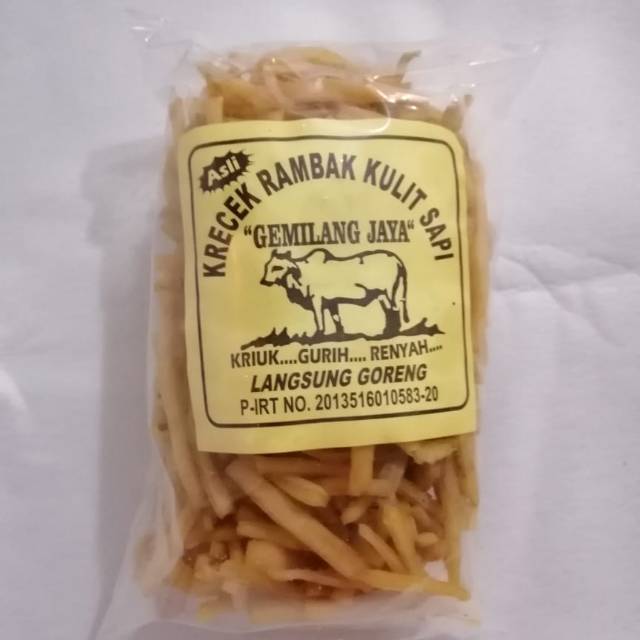 Asli
KRECEK RAMBAK KULIT SAPI
"GEMILANG JAYA"
KRIUK....GURIH.... RENYAH....
LANGSUNG GORENG
P-IRT NO. 2013516010583-20